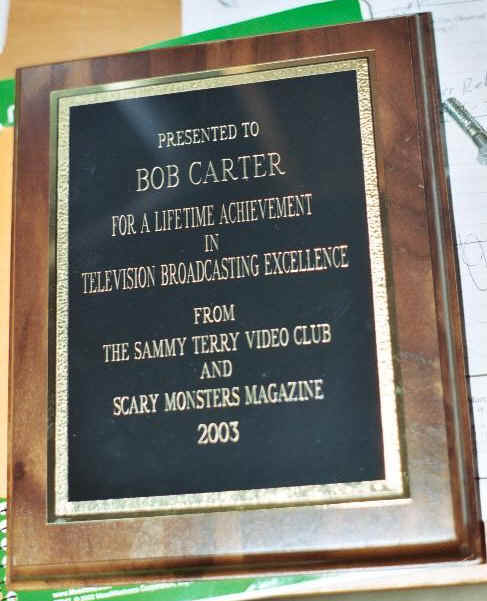 PRESENTED TO
BOB CARTER
FOR A LIFETIME ACHIEVEMENT
IN
TELEVISION BROADCASTING EXCELLENCE
FROM
THE SAMMY TERRY VIDEO CLUB
AND
SCARY MONSTERS MAGAZINE
2003